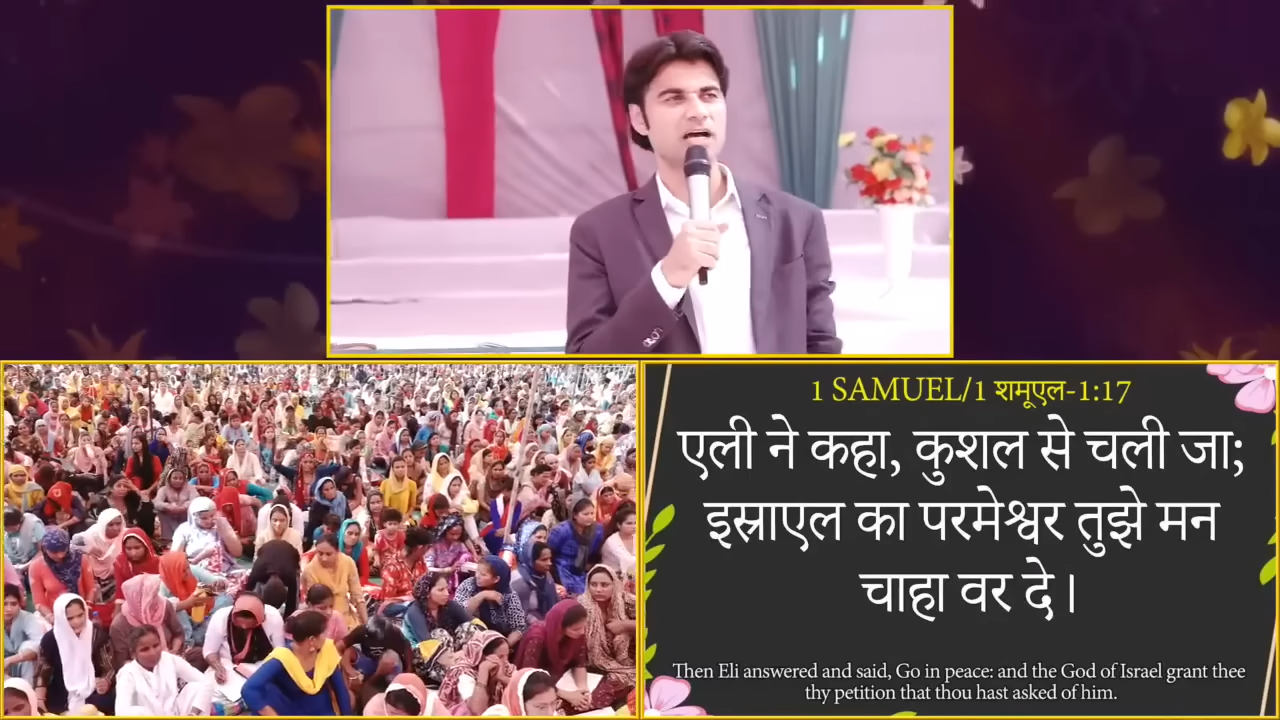 1 SAMUEL/1 शमूएल-1:17
एली ने कहा, कुशल से चली जा;
इस्राएल का परमेश्वर तुझे मन
चाहा वर दे।
Then Eli answered and said, Go in peace: and the God of Israel grant thee
thy petition that thou hast asked of him.